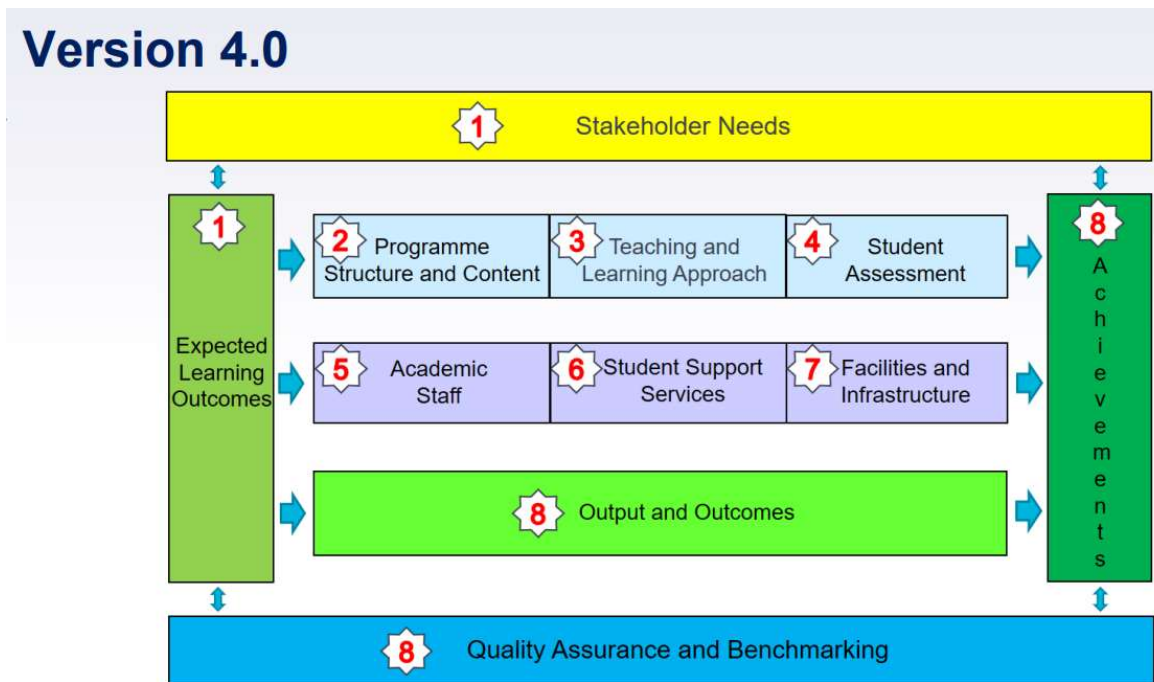 Version 4.0
1 Stakeholder Needs
1
Expected
Learning
Outcomes
2 Programme
Structure and Content
3 Teaching and
Learning Approach
4 Student
Assessment
5 Academic
Staff
6 Student Support
Services
7 Facilities and
Infrastructure
8 Output and Outcomes
8
Achievements
8 Quality Assurance and Benchmarking